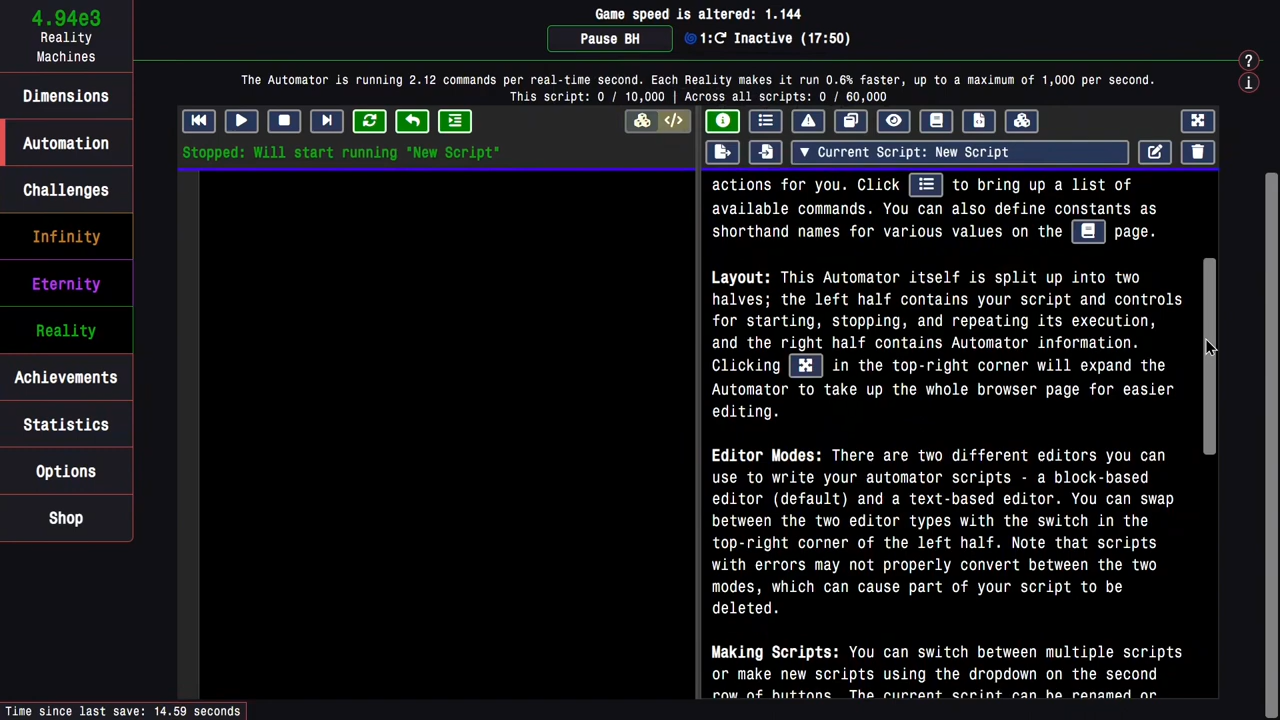 4.94e3
Reality
Machines
Dimensions
Automation
Challenges
Infinity
Eternity
Reality
Achievements
Statistics
Options
Shop
Time since last save: 14.59 seconds
Game speed is altered: 1.144
Pause BH
1: Inactive (17:50)
The Automator is running 2.12 commands per real-time second. Each Reality makes it run 0.6% faster, up to a maximum of 1,000 per second.
This script: 0 / 10,000 | Across all scripts: 0 / 60,000
Stopped: Will start running "New Script"
▼ Current Script: New Script
actions for you. Click to bring up a list of
available commands. You can also define constants as
shorthand names for various values on the page.
Layout: This Automator itself is split up into two
halves; the left half contains your script and controls
for starting, stopping, and repeating its execution,
and the right half contains Automator information.
Clicking in the top-right corner will expand the
Automator to take up the whole browser page for easier
editing.
Editor Modes: There are two different editors you can
use to write your automator scripts - a block-based
editor (default) and a text-based editor. You can swap
between the two editor types with the switch in the
top-right corner of the left half. Note that scripts
with errors may not properly convert between the two
modes, which can cause part of your script to be
deleted.
Making Scripts: You can switch between multiple scripts
or make new scripts using the dropdown on the second
row of buttons. The current script can be renamed or
?
i